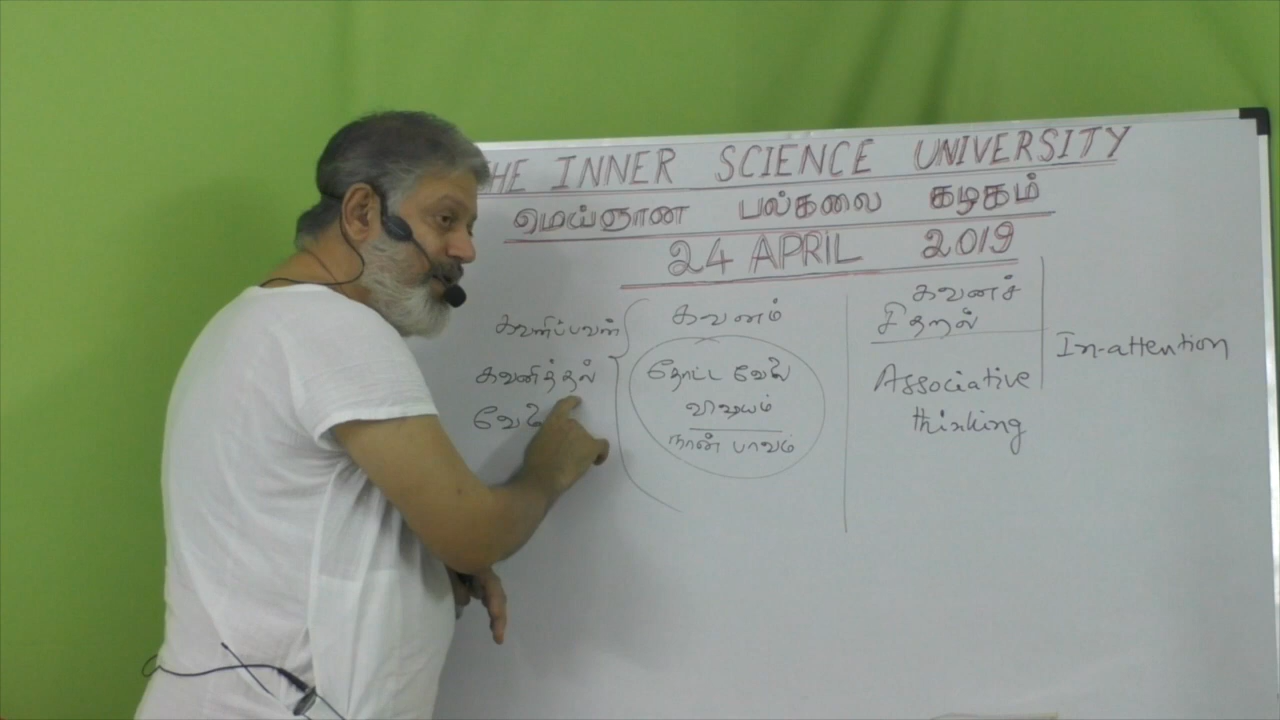 THE INNER SCIENCE UNIVERSITY
மெய்ஞான பல்கலை கழகம்
24 APRIL 2019
கவனிப்பவன்
கவனித்தல்
கவனம்
தோட்ட வேலை
விஷயம்
நான் பாவம்
கவனச்
சிதறல்
Associative
thinking
In-attention